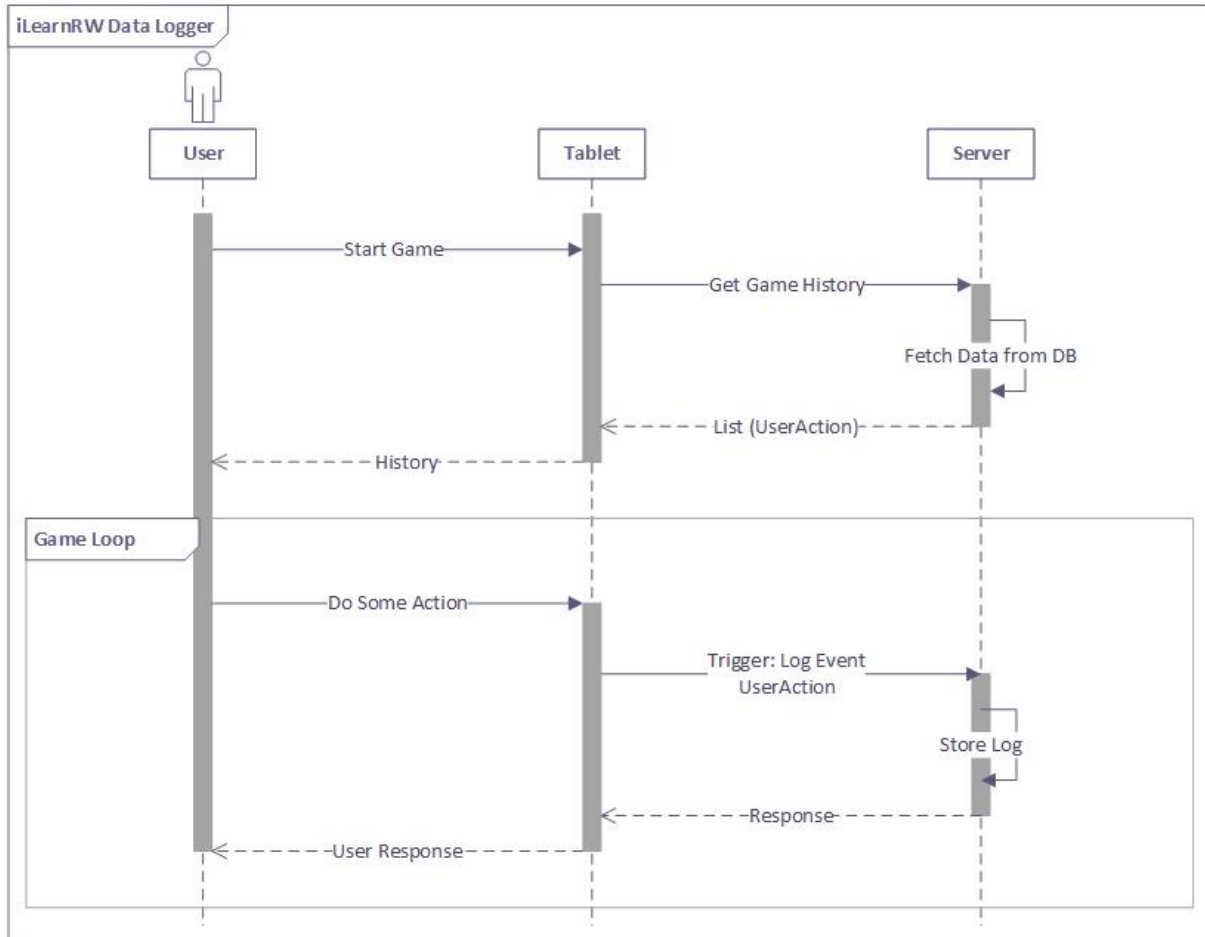 iLearnRW Data Logger
User
Tablet
Server
Start Game
Get Game History
Fetch Data from DB
List (UserAction)
History
Game Loop
Do Some Action
Trigger: Log Event
UserAction
Store Log
Response
User Response